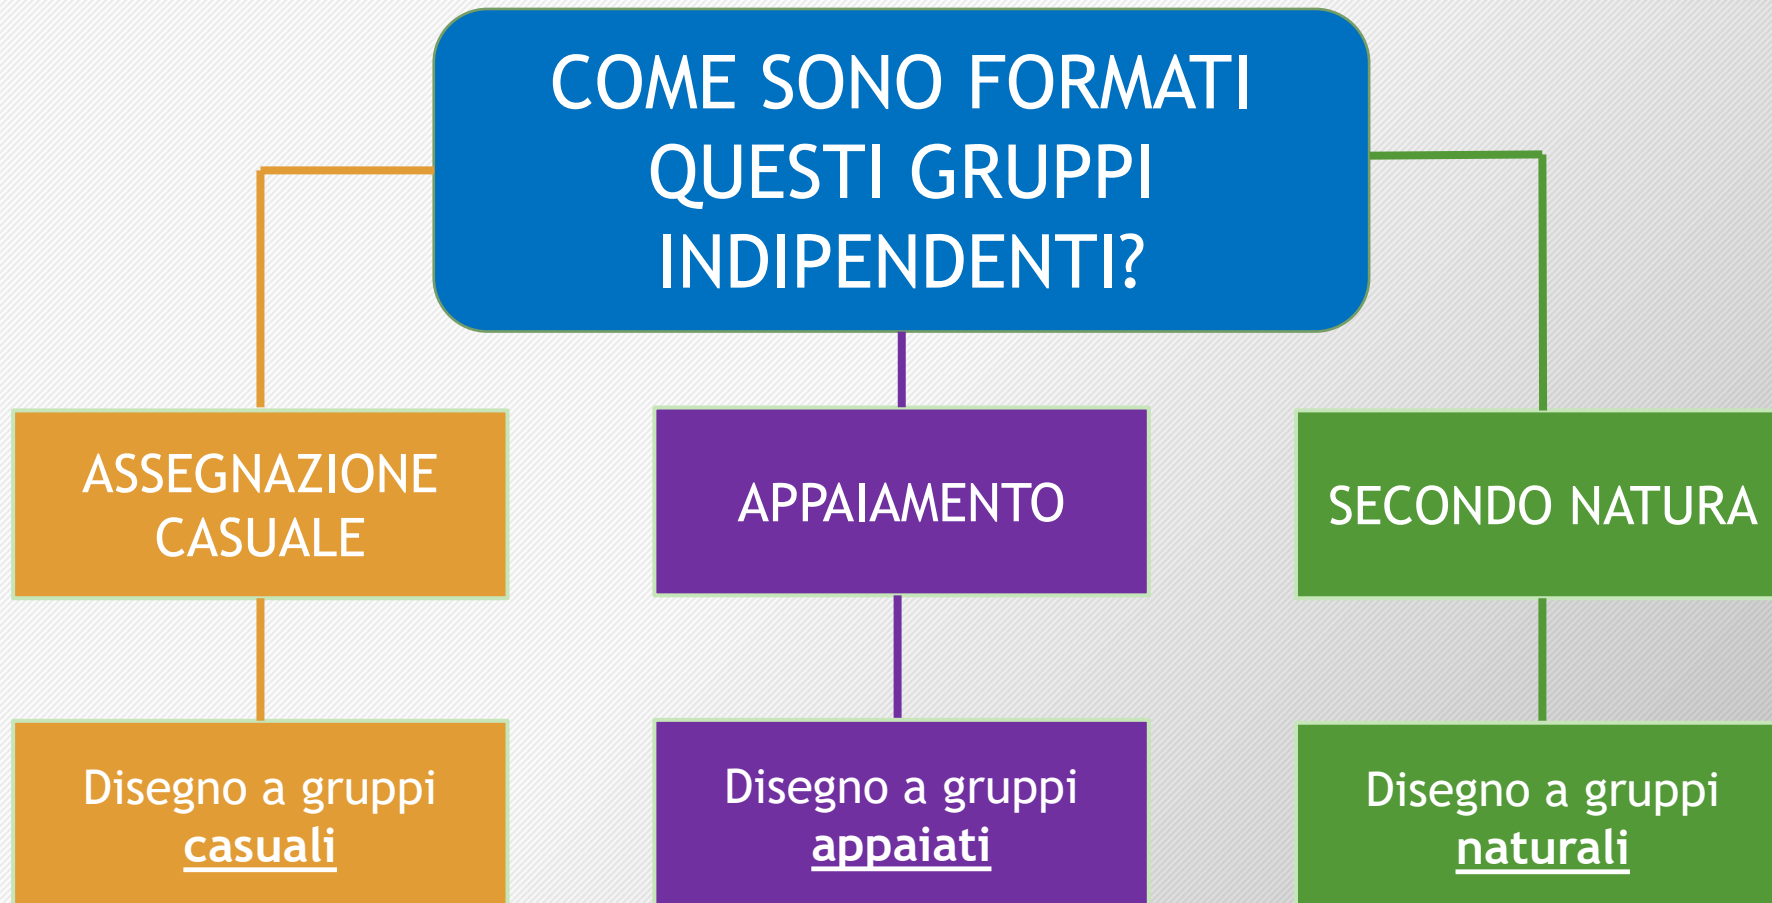 COME SONO FORMATI
QUESTI GRUPPI
INDIPENDENTI?
ASSEGNAZIONE
CASUALE
APPAIAMENTO
SECONDO NATURA
Disegno a gruppi
casuali
Disegno a gruppi
appaiati
Disegno a gruppi
naturali